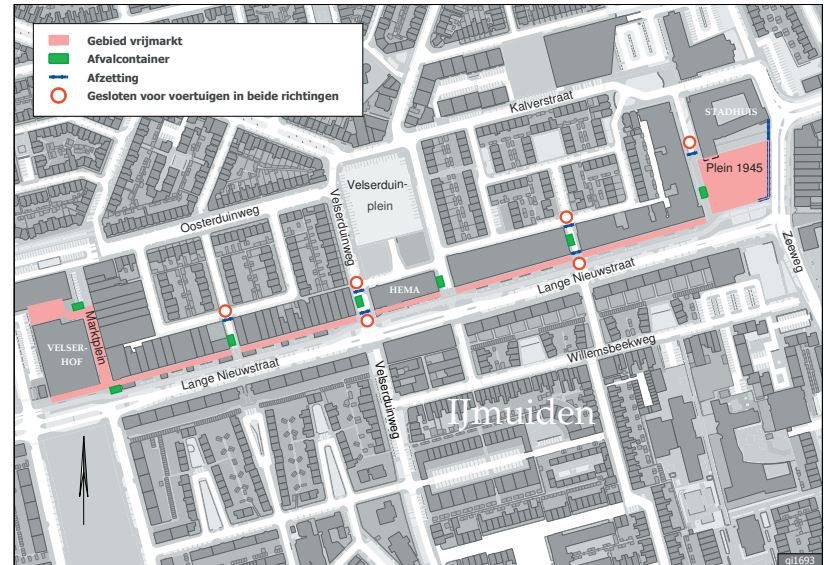 Gebied vrijmarkt
Afvalcontainer
Afzetting
Gesloten voor voertuigen in beide richtingen
Kalverstraat
STADHUIS
Plein 1945
Velserduin-
plein
Velserduinweg
Oosterduinweg
Zeeweg
HEMA
Lange Nieuwstraat
Marktplein
VELSER-
HOF
Willemsbeekweg
Lange Nieuwstraat
Velserduinweg
IJmuiden
qi1693